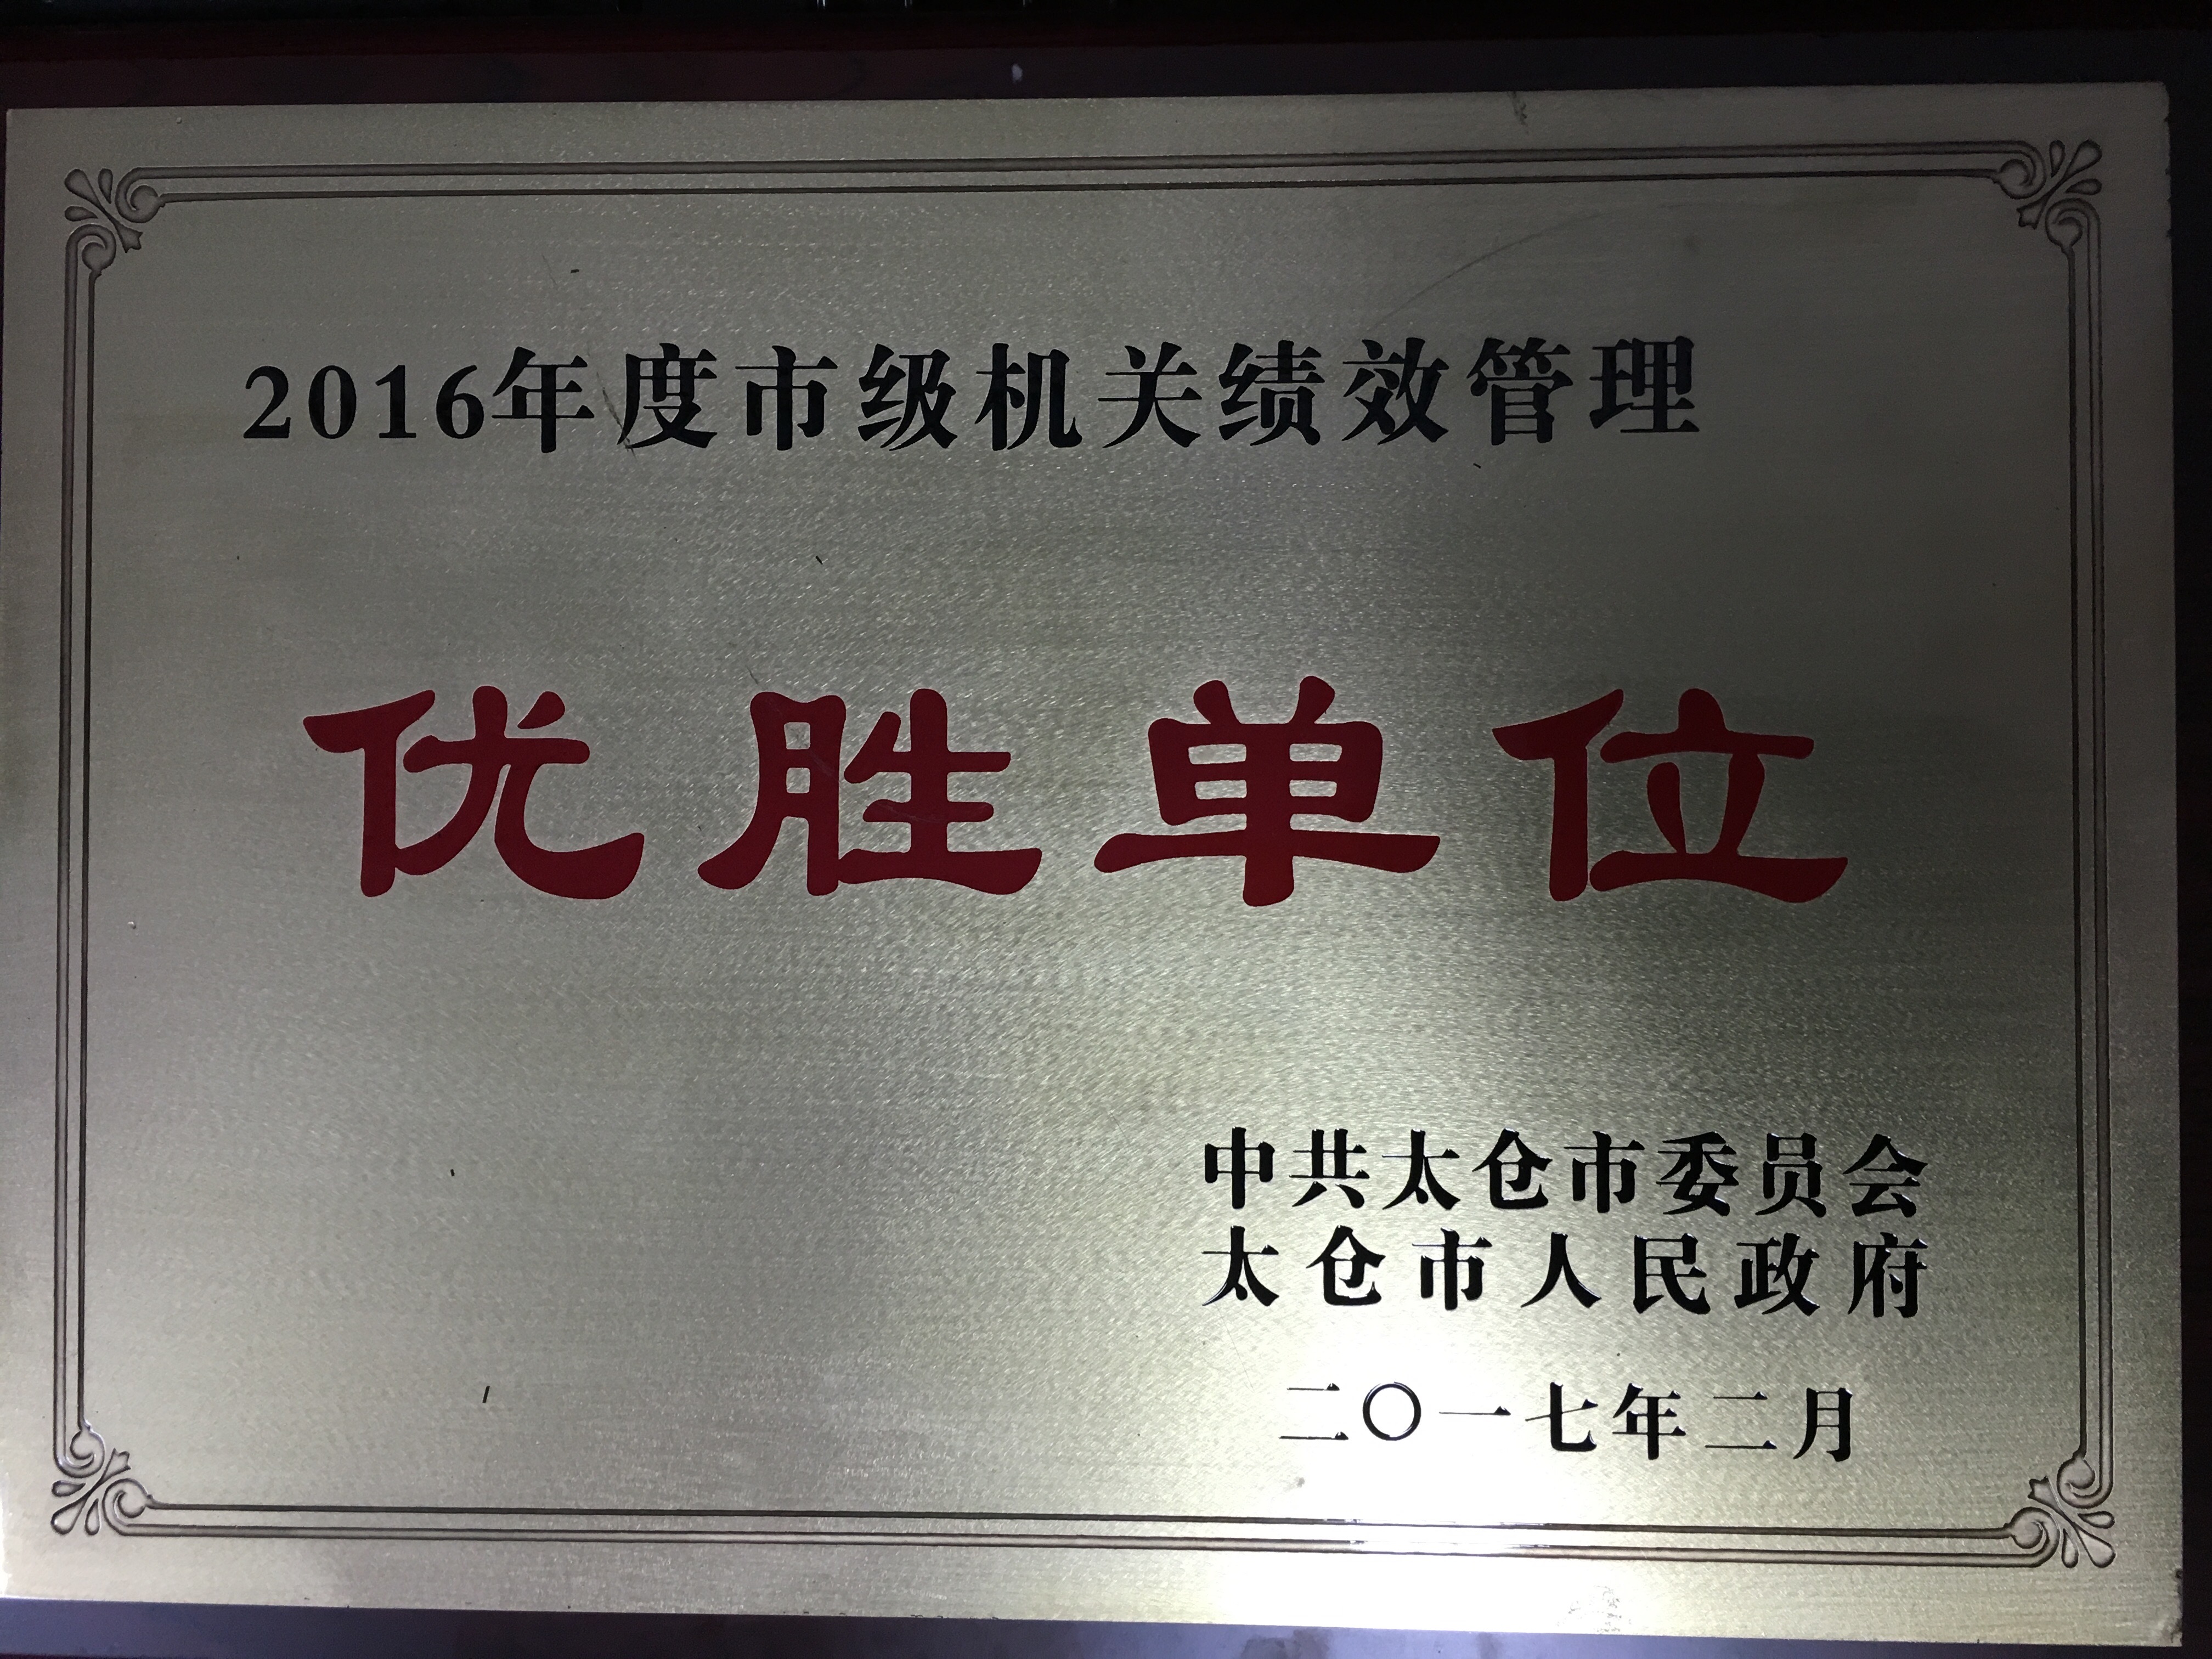 2016年度市级机关绩效管理
优胜单位
中共太仓市委员会
太仓市人民政府
二〇一七年二月